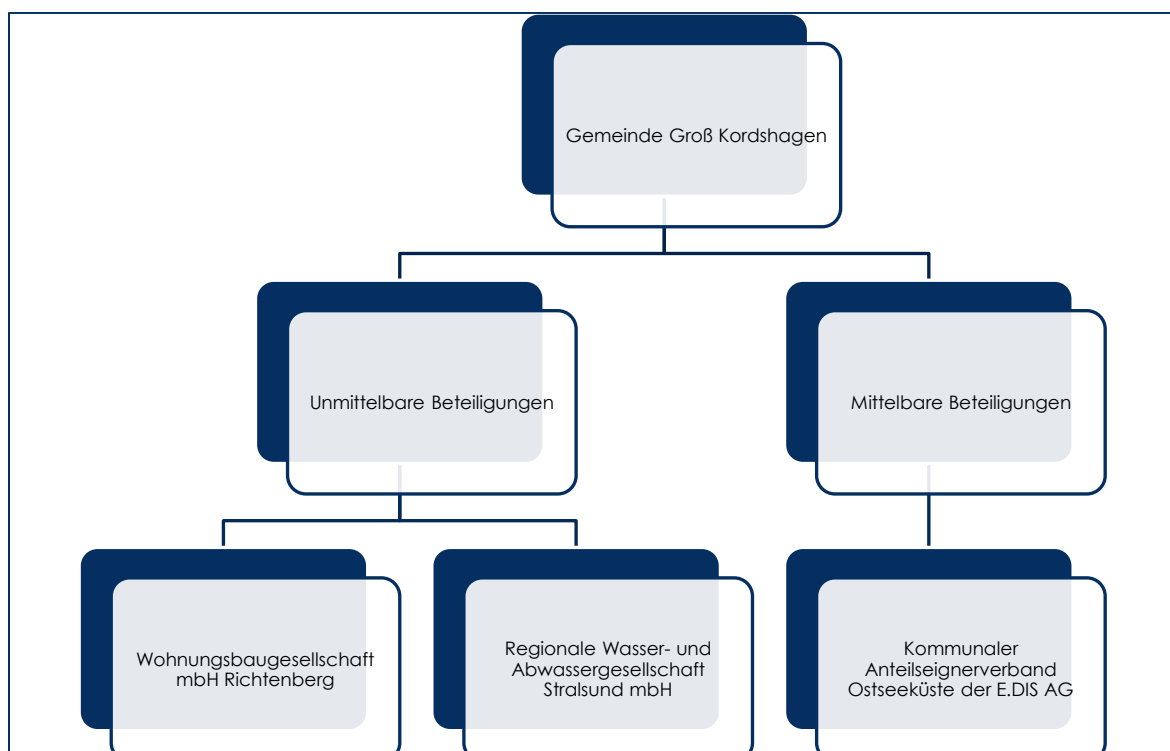 Gemeinde Groß Kordshagen
Unmittelbare Beteiligungen
Mittelbare Beteiligungen
Wohnungsbaugesellschaft
mbH Richtenberg
Regionale Wasser- und
Abwassergesellschaft
Stralsund mbH
Kommunaler
Anteilseignerverband
Ostseeküste der E.DIS AG